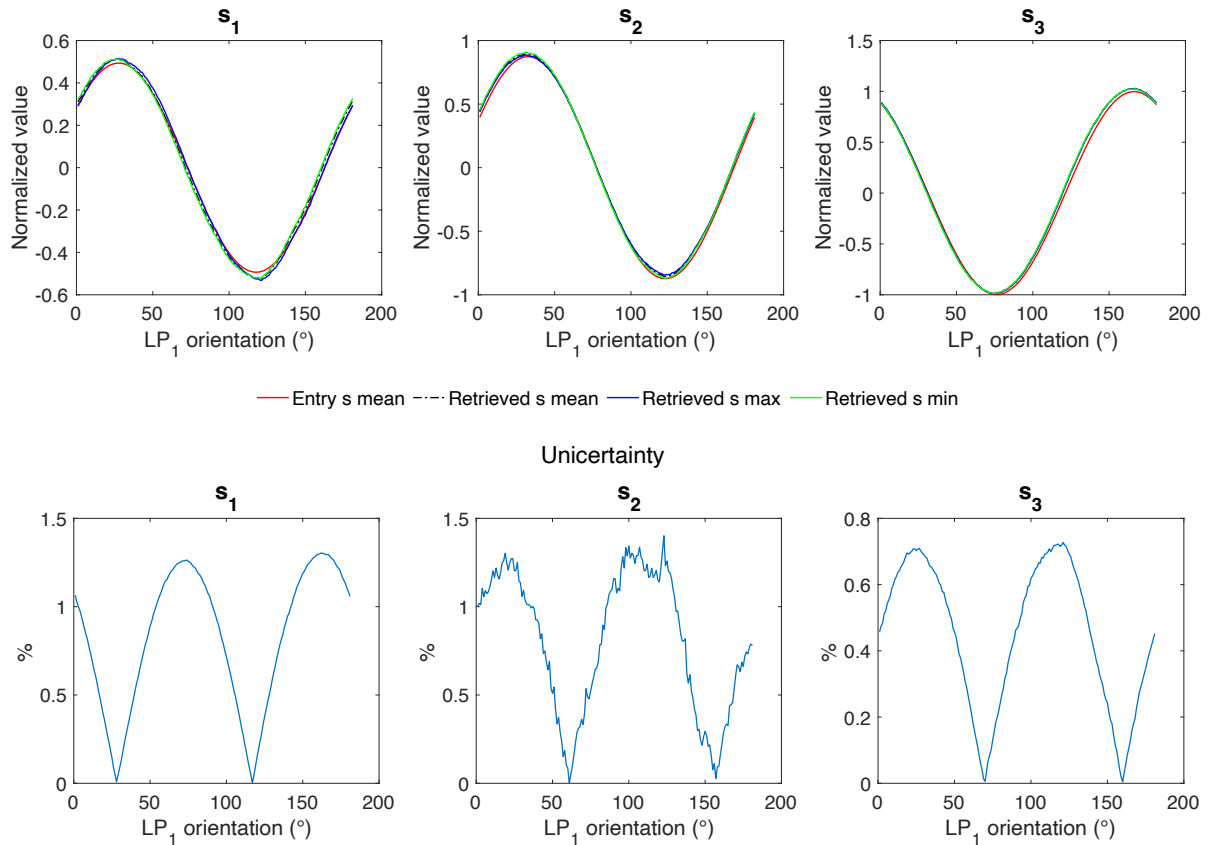 s1 s2 s3
0.6 0.4 0.2 0 -0.2 -0.4 -0.6
Normalized value
0 50 100 150 200
LP1 orientation (°)
1 0.5 0 -0.5 -1
Normalized value
0 50 100 150 200
LP1 orientation (°)
1.5 1 0.5 0 -0.5 -1
Normalized value
0 50 100 150 200
LP1 orientation (°)
Entry s mean Retrieved s mean Retrieved s max Retrieved s min
Unicertainty
s1 s2 s3
1.5 1 0.5 0
%
0 50 100 150 200
LP1 orientation (°)
1.5 1 0.5 0
%
0 50 100 150 200
LP1 orientation (°)
0.8 0.6 0.4 0.2 0
%
0 50 100 150 200
LP1 orientation (°)